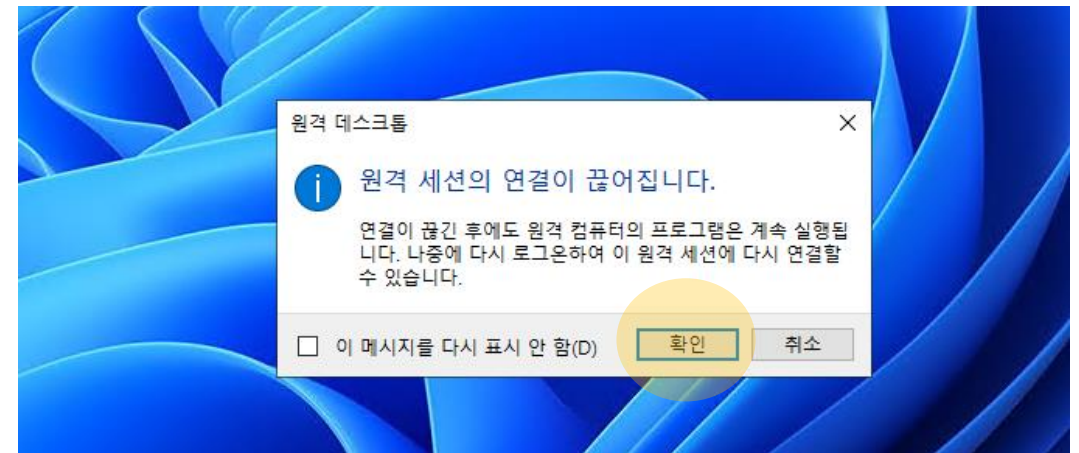 원격 데스크톱
원격 세션의 연결이 끊어집니다.
연결이 끊긴 후에도 원격 컴퓨터의 프로그램은 계속 실행됩
니다. 나중에 다시 로그온하여 이 원격 세션에 다시 연결할
수 있습니다.
이 메시지를 다시 표시 안 함(D)
확인
취소